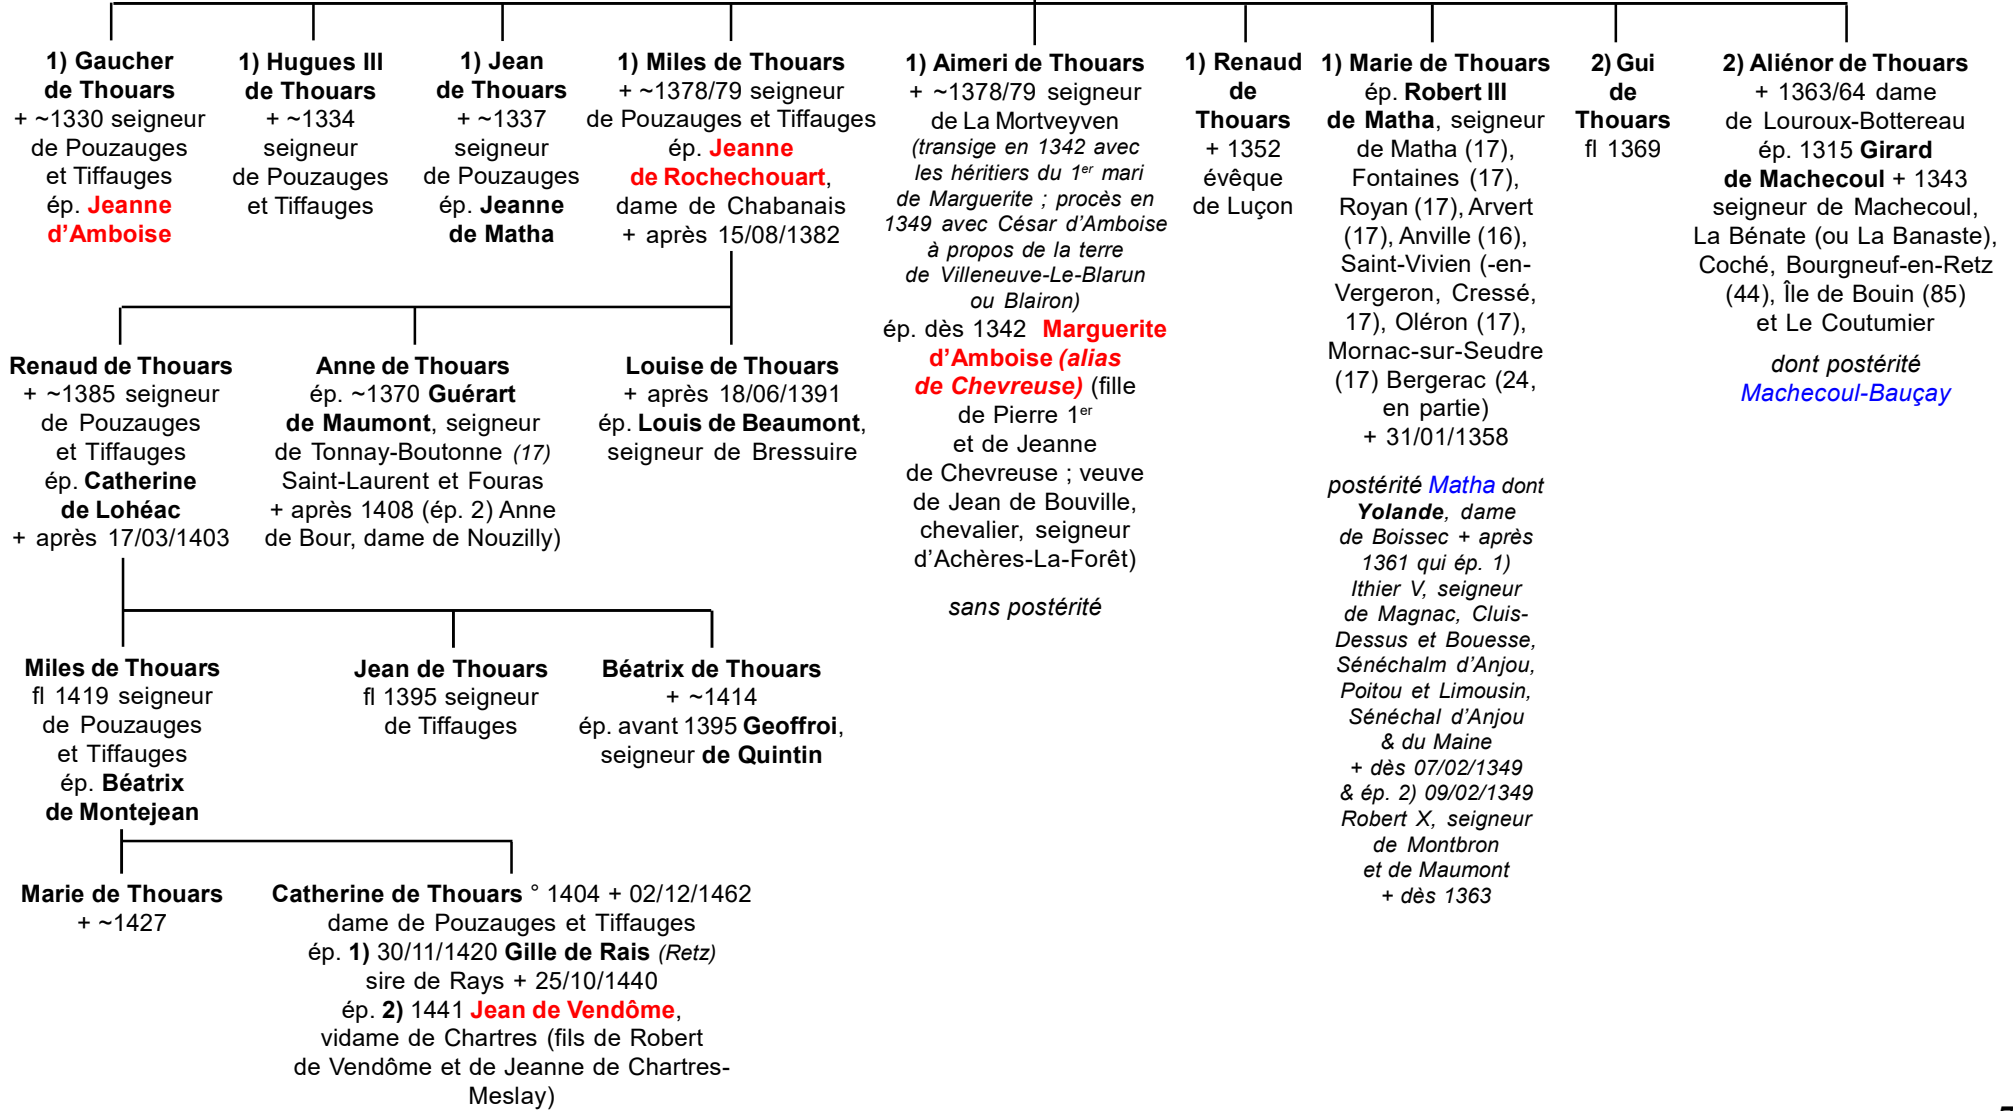 1) Gaucher
de Thouars
+ ~1330 seigneur
de Pouzauges
et Tiffauges
ép. Jeanne
d’Amboise
1) Hugues III
de Thouars
+ ~1334
seigneur
de Pouzauges
et Tiffauges
1) Jean
de Thouars
+ ~1337
seigneur
de Pouzauges
ép. Jeanne
de Matha
1) Miles de Thouars
+ ~1378/79 seigneur
de Pouzauges et Tiffauges
ép. Jeanne
de Rochechouart,
dame de Chabanais
+ après 15/08/1382
1) Aimeri de Thouars
+ ~1378/79 seigneur
de La Mortveyven
(transige en 1342 avec
les héritiers du 1er mari
de Marguerite ; procès en
1349 avec César d’Amboise
à propos de la terre
de Villeneuve-Le-Blarun
ou Blairon)
ép. dès 1342 Marguerite
d’Amboise (alias
de Chevreuse) (fille
de Pierre 1er
et de Jeanne
de Chevreuse ; veuve
de Jean de Bouville,
chevalier, seigneur
d’Achères-La-Forêt)
sans postérité
1) Renaud
de
Thouars
+ 1352
évêque
de Luçon
1) Marie de Thouars
ép. Robert III
de Matha, seigneur
de Matha (17),
Fontaines (17),
Royan (17), Arvert
(17), Anville (16),
Saint-Vivien (-en-
Vergeron, Cressé,
17), Oléron (17),
Mornac-sur-Seudre
(17) Bergerac (24,
en partie)
+ 31/01/1358
postérité Matha dont
Yolande, dame
de Boissec + après
1361 qui ép. 1)
Ithier V, seigneur
de Magnac, Cluis-
Dessus et Bouesse,
Sénéchalm d’Anjou,
Poitou et Limousin,
Sénéchal d’Anjou
& du Maine
+ dès 07/02/1349
& ép. 2) 09/02/1349
Robert X, seigneur
de Montbron
et de Maumont
+ dès 1363
2) Gui
de
Thouars
fl 1369
2) Aliénor de Thouars
+ 1363/64 dame
de Louroux-Bottereau
ép. 1315 Girard
de Machecoul + 1343
seigneur de Machecoul,
La Bénate (ou La Banaste),
Coché, Bourgneuf-en-Retz
(44), Île de Bouin (85)
et Le Coutumier
dont postérité
Machecoul-Bauçay
Renaud de Thouars
+ ~1385 seigneur
de Pouzauges
et Tiffauges
ép. Catherine
de Lohéac
+ après 17/03/1403
Anne de Thouars
ép. ~1370 Guérart
de Maumont, seigneur
de Tonnay-Boutonne (17)
Saint-Laurent et Fouras
+ après 1408 (ép. 2) Anne
de Bour, dame de Nouzilly)
Louise de Thouars
+ après 18/06/1391
ép. Louis de Beaumont,
seigneur de Bressuire
Miles de Thouars
fl 1419 seigneur
de Pouzauges
et Tiffauges
ép. Béatrix
de Montejean
Jean de Thouars
fl 1395 seigneur
de Tiffauges
Béatrix de Thouars
+ ~1414
ép. avant 1395 Geoffroi,
seigneur de Quintin
Marie de Thouars
+ ~1427
Catherine de Thouars ° 1404 + 02/12/1462
dame de Pouzauges et Tiffauges
ép. 1) 30/11/1420 Gille de Rais (Retz)
sire de Rays + 25/10/1440
ép. 2) 1441 Jean de Vendôme,
vidame de Chartres (fils de Robert
de Vendôme et de Jeanne de Chartres-
Meslay)